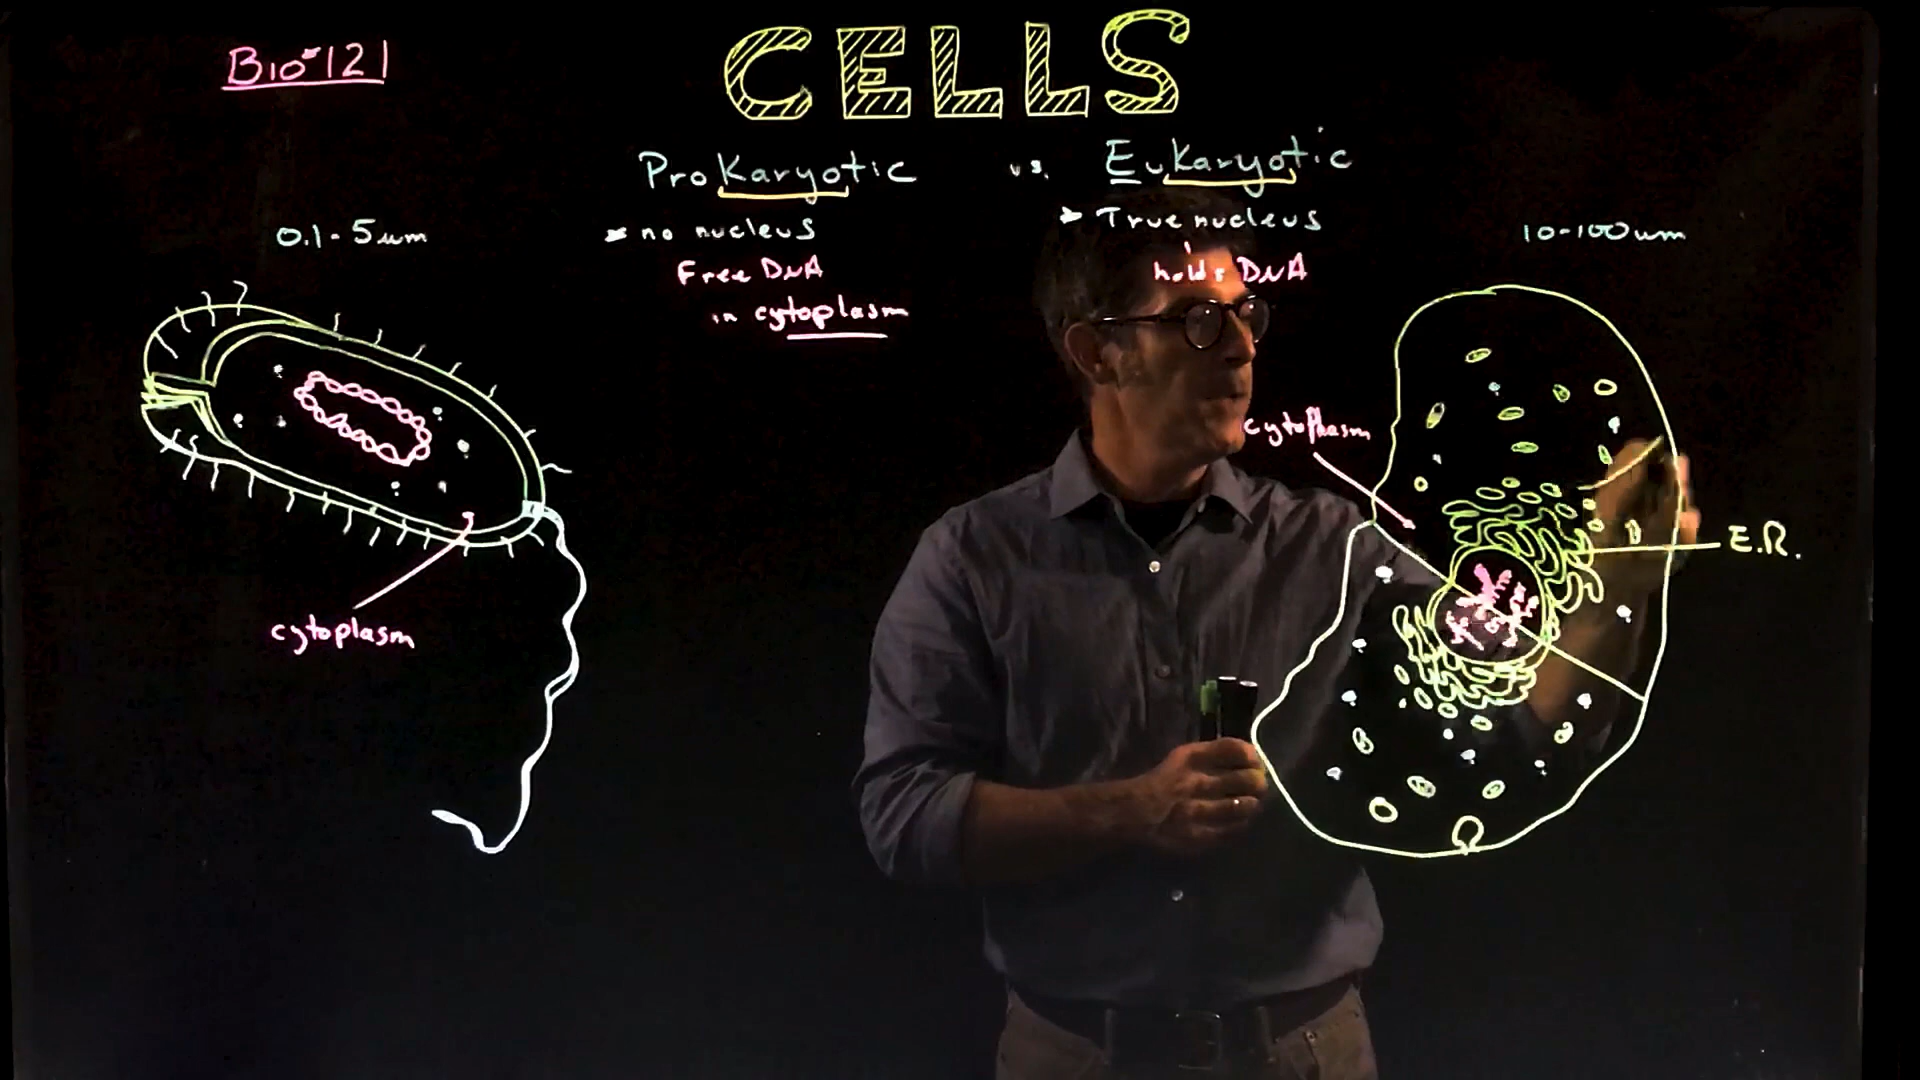 Bio-121
CELLS
Prokaryotic vs. Eukaryotic
no nucleus
Free DNA
in cytoplasm
True nucleus
holds DNA
0.1-5um
10-100um
cytoplasm
cytoplasm
E.R.